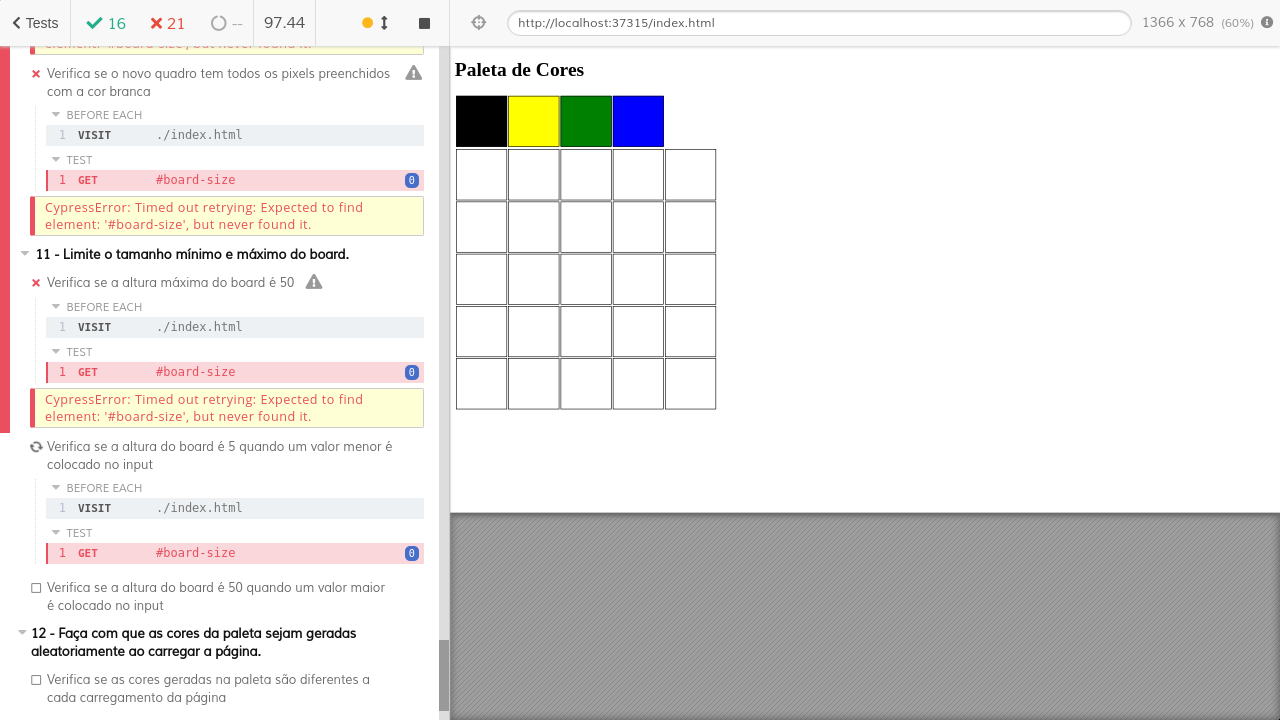 Tests 16 21 -- 97.44 http://localhost:37315/index.html 1366 x 768 (60%)
element: '#board-size', but never found it.
Verifica se o novo quadro tem todos os pixels preenchidos
com a cor branca
BEFORE EACH
1 VISIT ./index.html
TEST
1 GET #board-size 0
CypressError: Timed out retrying: Expected to find
element: '#board-size', but never found it.
11 - Limite o tamanho mínimo e máximo do board.
Verifica se a altura máxima do board é 50
BEFORE EACH
1 VISIT ./index.html
TEST
1 GET #board-size 0
CypressError: Timed out retrying: Expected to find
element: '#board-size', but never found it.
Verifica se a altura do board é 5 quando um valor menor é
colocado no input
BEFORE EACH
1 VISIT ./index.html
TEST
1 GET #board-size 0
Verifica se a altura do board é 50 quando um valor maior
é colocado no input
12 - Faça com que as cores da paleta sejam geradas
aleatoriamente ao carregar a página.
Verifica se as cores geradas na paleta são diferentes a
cada carregamento da página
Paleta de Cores